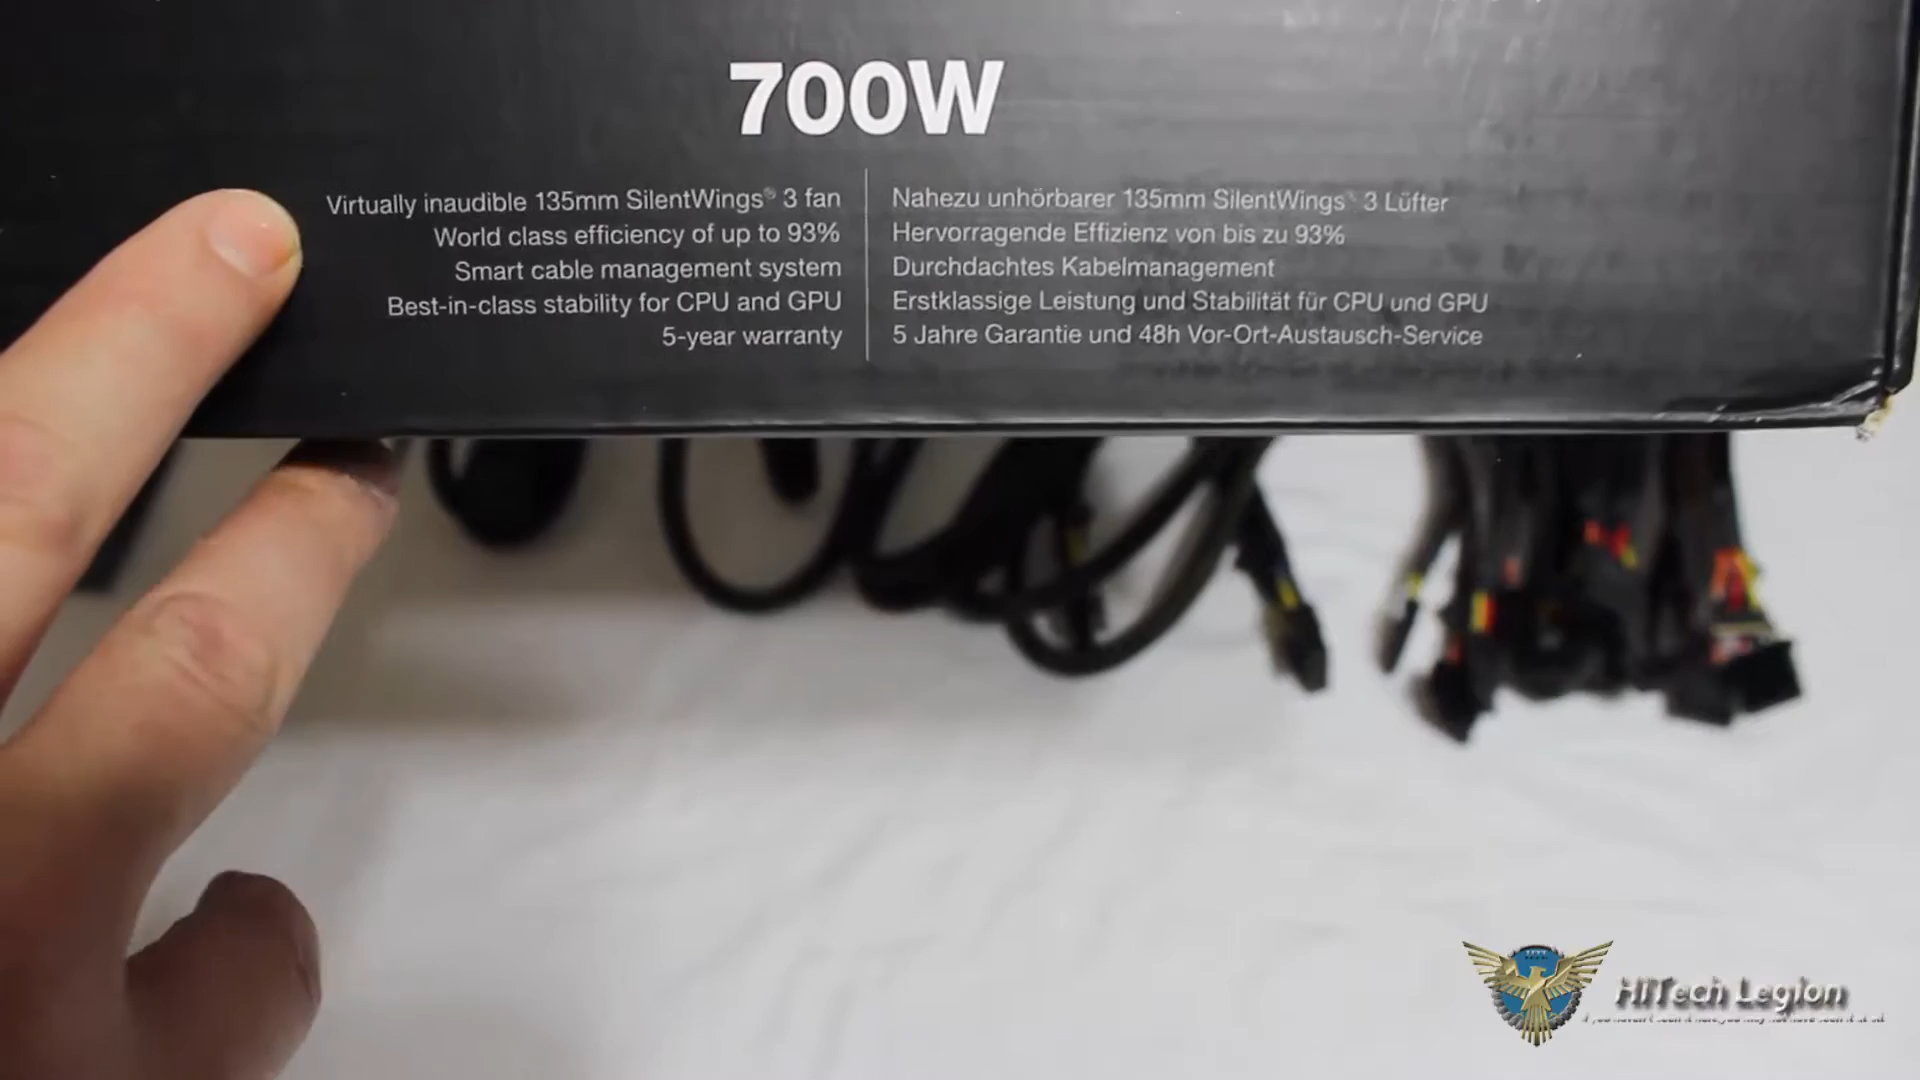 700W
Virtually inaudible 135mm SilentWings® 3 fan
World class efficiency of up to 93%
Smart cable management system
Best-in-class stability for CPU and GPU
5-year warranty
Nahezu unhörbarer 135mm SilentWings® 3 Lüfter
Hervorragende Effizienz von bis zu 93%
Durchdachtes Kabelmanagement
Erstklassige Leistung und Stabilität für CPU und GPU
5 Jahre Garantie und 48h Vor-Ort-Austausch-Service
HiTech Legion